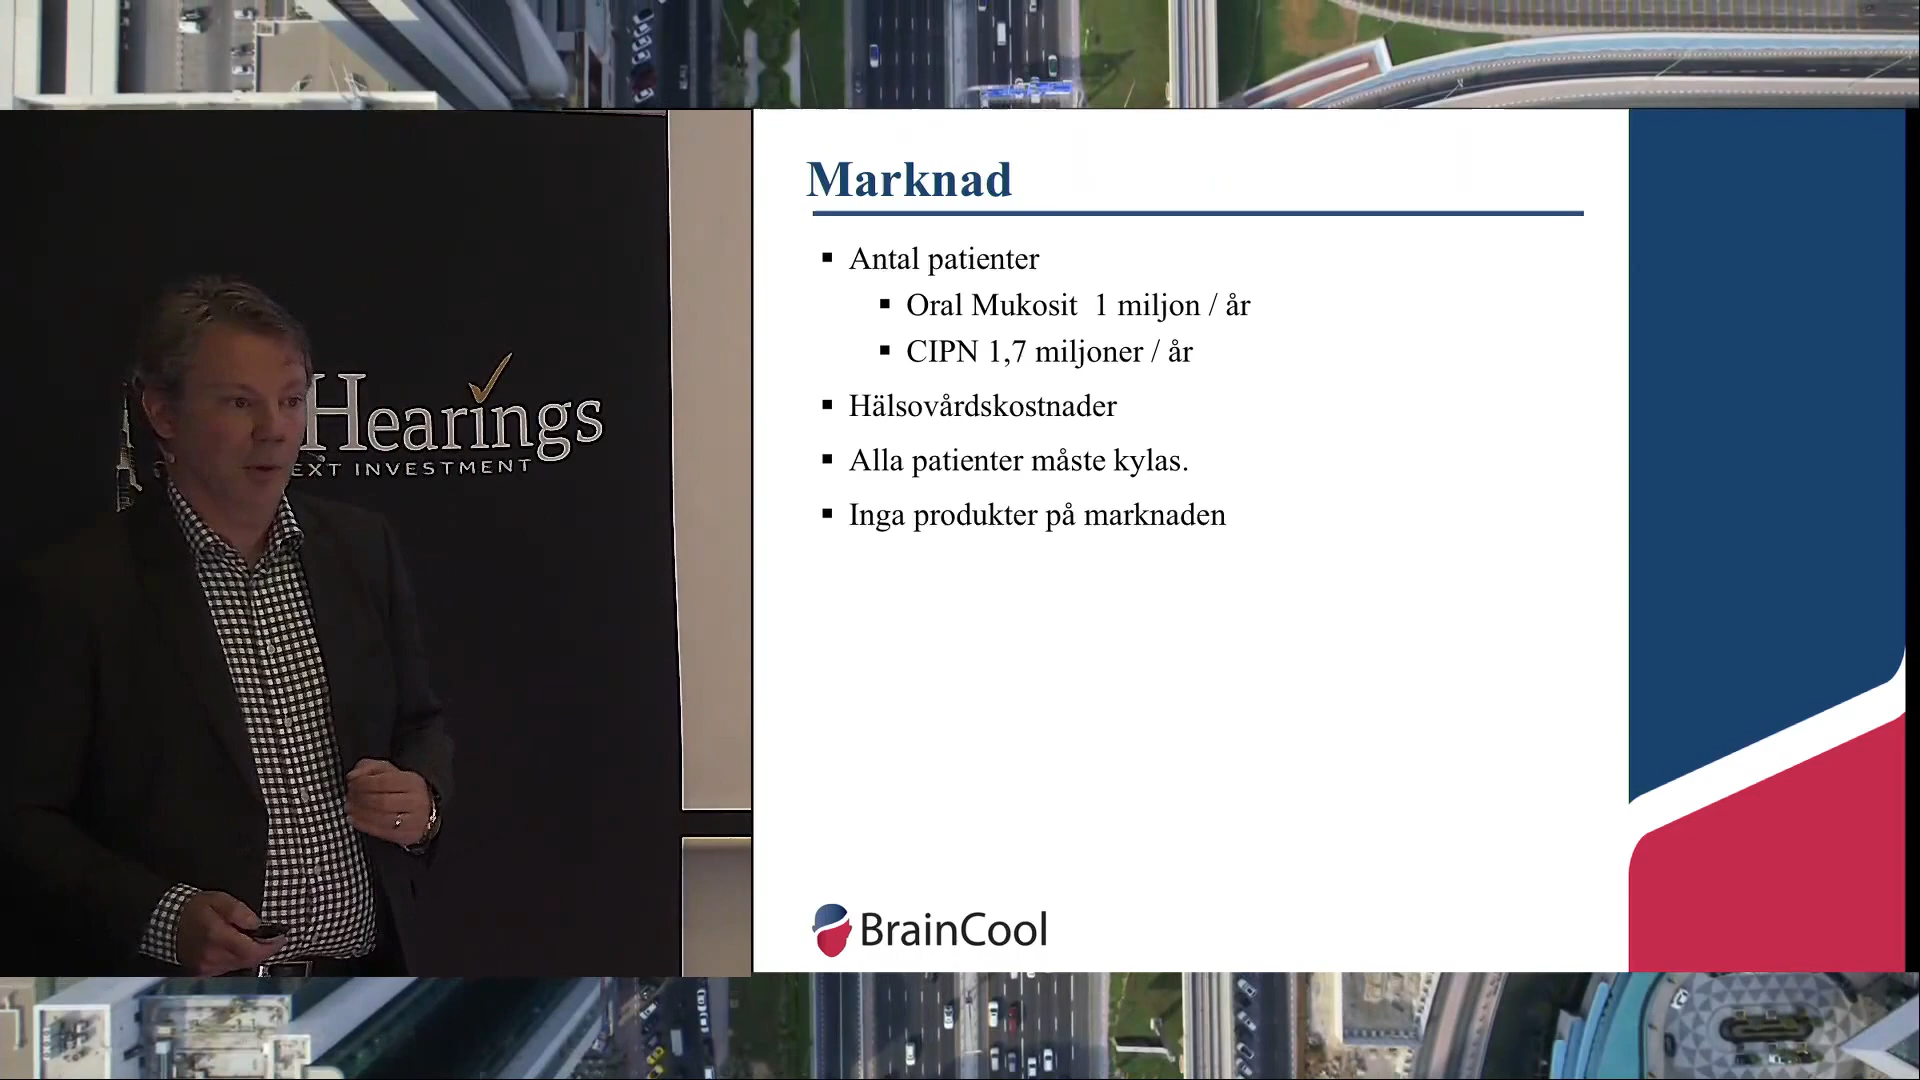 Hearings
EXT INVESTMENT
Marknad
Antal patienter
Oral Mukosit 1 miljon / år
CIPN 1,7 miljoner / år
Hälsovårdskostnader
Alla patienter måste kylas.
Inga produkter på marknaden
BrainCool